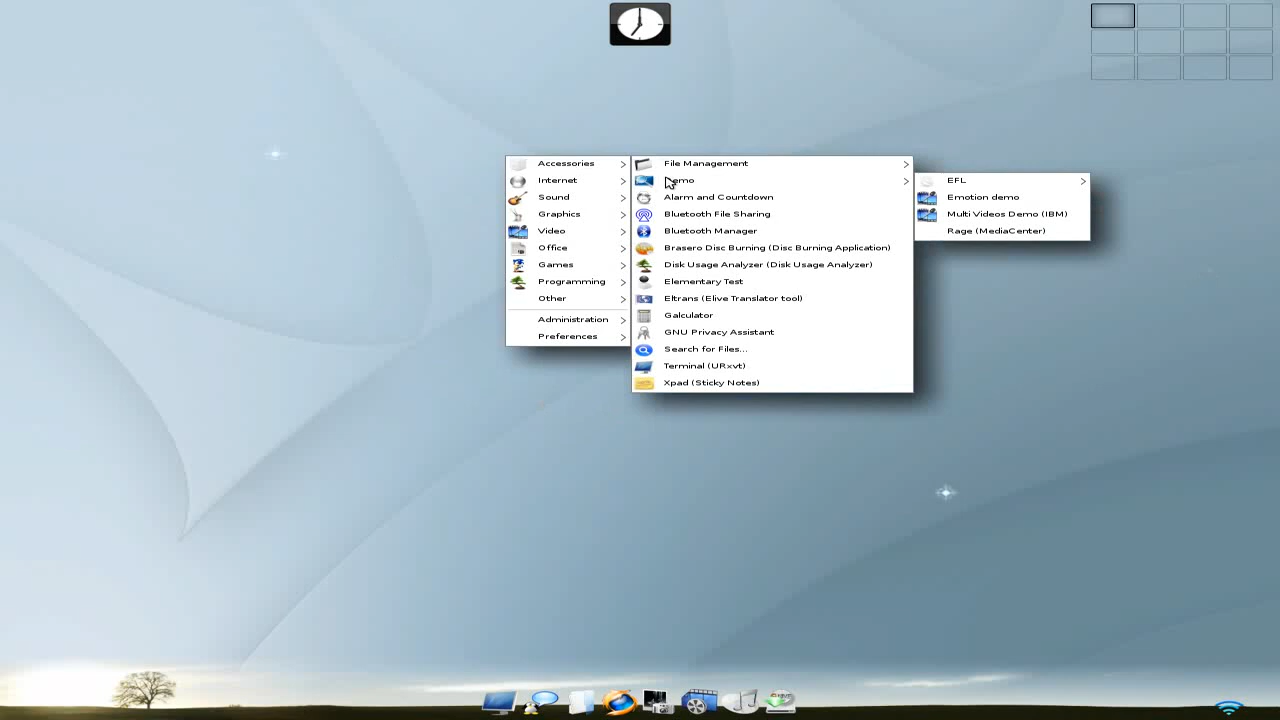 Accessories
Internet
Sound
Graphics
Video
Office
Games
Programming
Other
Administration
Preferences
File Management
emo
Alarm and Countdown
Bluetooth File Sharing
Bluetooth Manager
Brasero Disc Burning (Disc Burning Application)
Disk Usage Analyzer (Disk Usage Analyzer)
Elementary Test
Eltrans (Elive Translator tool)
Galculator
GNU Privacy Assistant
Search for Files...
Terminal (URxvt)
Xpad (Sticky Notes)
EFL
Emotion demo
Multi Videos Demo (IBM)
Rage (MediaCenter)